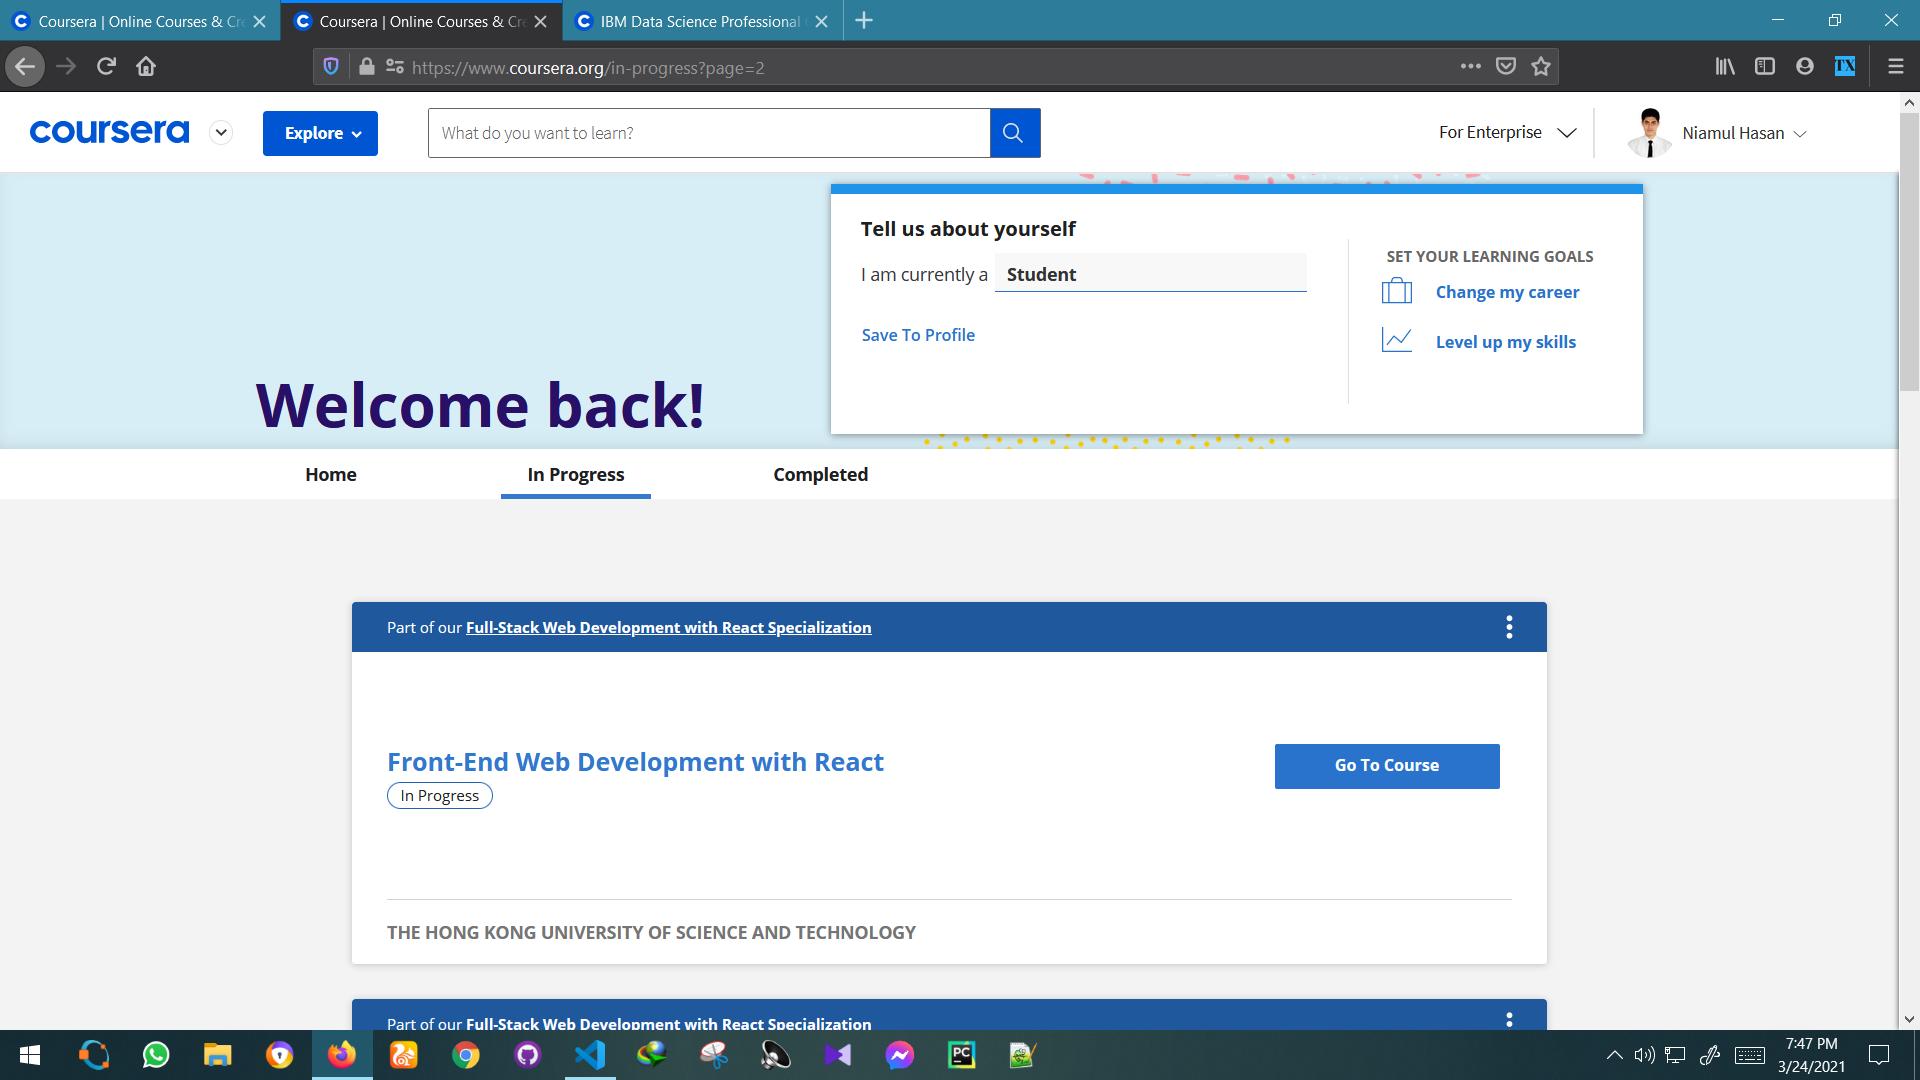 Coursera | Online Courses & Cr
Coursera | Online Courses & Cr
IBM Data Science Professional
https://www.coursera.org/in-progress?page=2
TX
coursera
Explore
What do you want to learn?
For Enterprise
Niamul Hasan
Tell us about yourself
I am currently a Student
Save To Profile
SET YOUR LEARNING GOALS
Change my career
Level up my skills
Welcome back!
Home
In Progress
Completed
Part of our Full-Stack Web Development with React Specialization
Front-End Web Development with React
In Progress
Go To Course
THE HONG KONG UNIVERSITY OF SCIENCE AND TECHNOLOGY
Part of our Full-Stack Web Development with React Specialization
PC
7:47 PM
3/24/2021